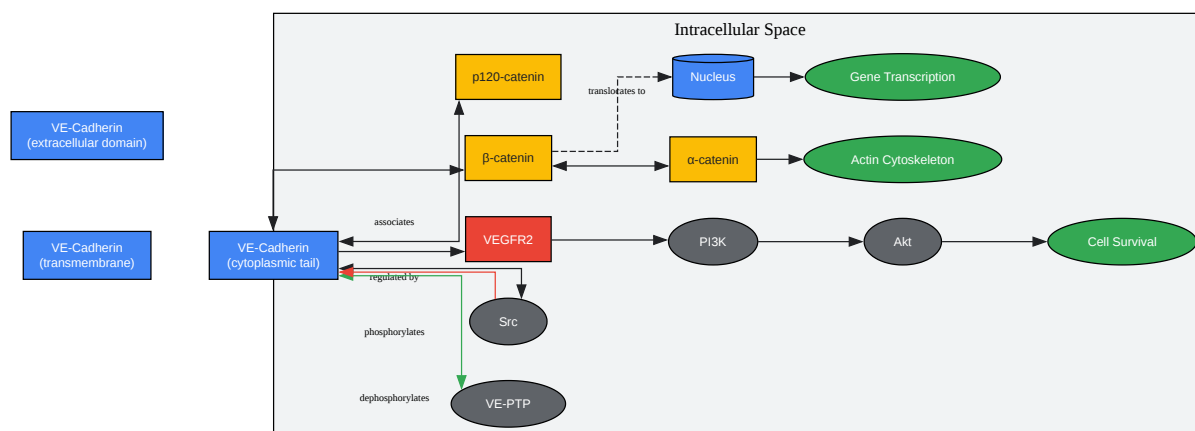 Intracellular Space
p120-catenin
Nucleus
Gene Transcription
translocates to
VE-Cadherin
(extracellular domain)
β-catenin
α-catenin
Actin Cytoskeleton
associates
VE-Cadherin
(transmembrane)
VE-Cadherin
(cytoplasmic tail)
VEGFR2
PI3K
Akt
Cell Survival
regulated by
Src
phosphorylates
dephosphorylates
VE-PTP